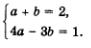 a + b = 2,
4a − 3b = 1.